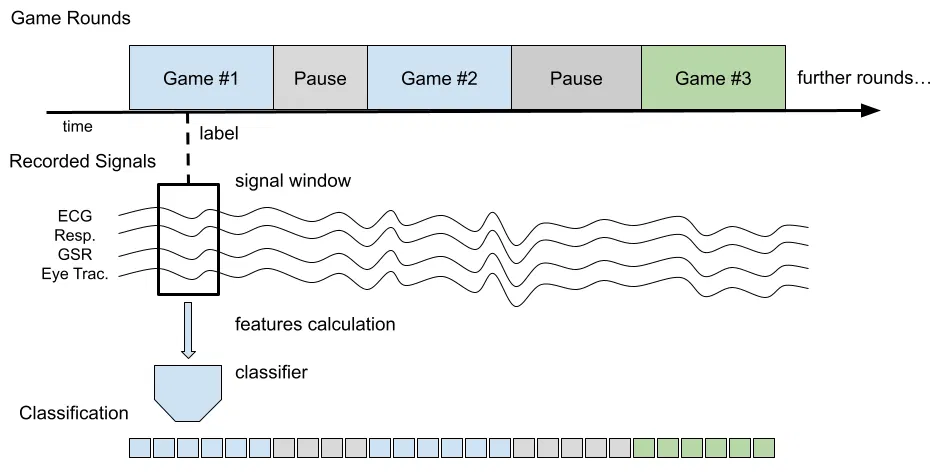 Game Rounds
Game #1
Pause
Game #2
Pause
Game #3
further rounds…
time
label
Recorded Signals
signal window
ECG
Resp.
GSR
Eye Trac.
features calculation
classifier
Classification